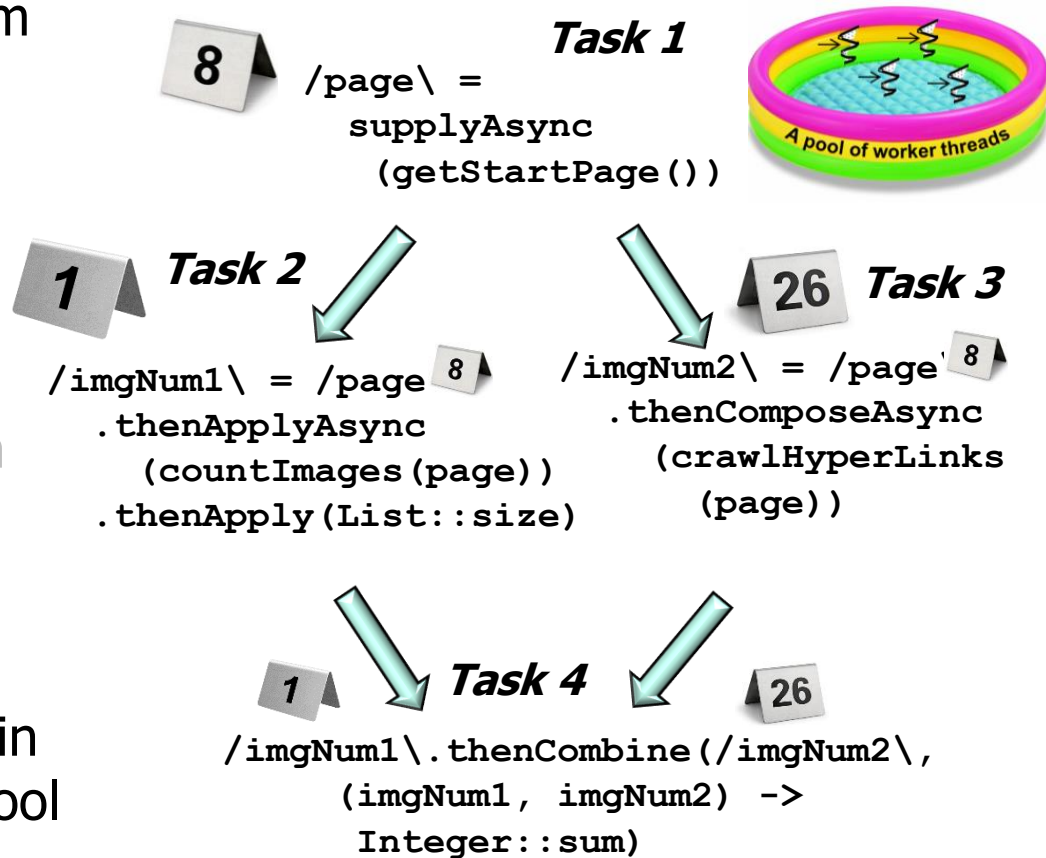 Task 1
8
/page\ =
supplyAsync
(getStartPage())
A pool of worker threads
1
Task 2
/imgNum1\ = /page 8
.thenApplyAsync
(countImages(page))
.thenApply(List::size)
26
Task 3
/imgNum2\ = /page\ 8
.thenComposeAsync
(crawlHyperLinks
(page))
1
Task 4
26
in
/imgNum1\.thenCombine(/imgNum2\,
ool
(imgNum1, imgNum2) ->
Integer::sum)